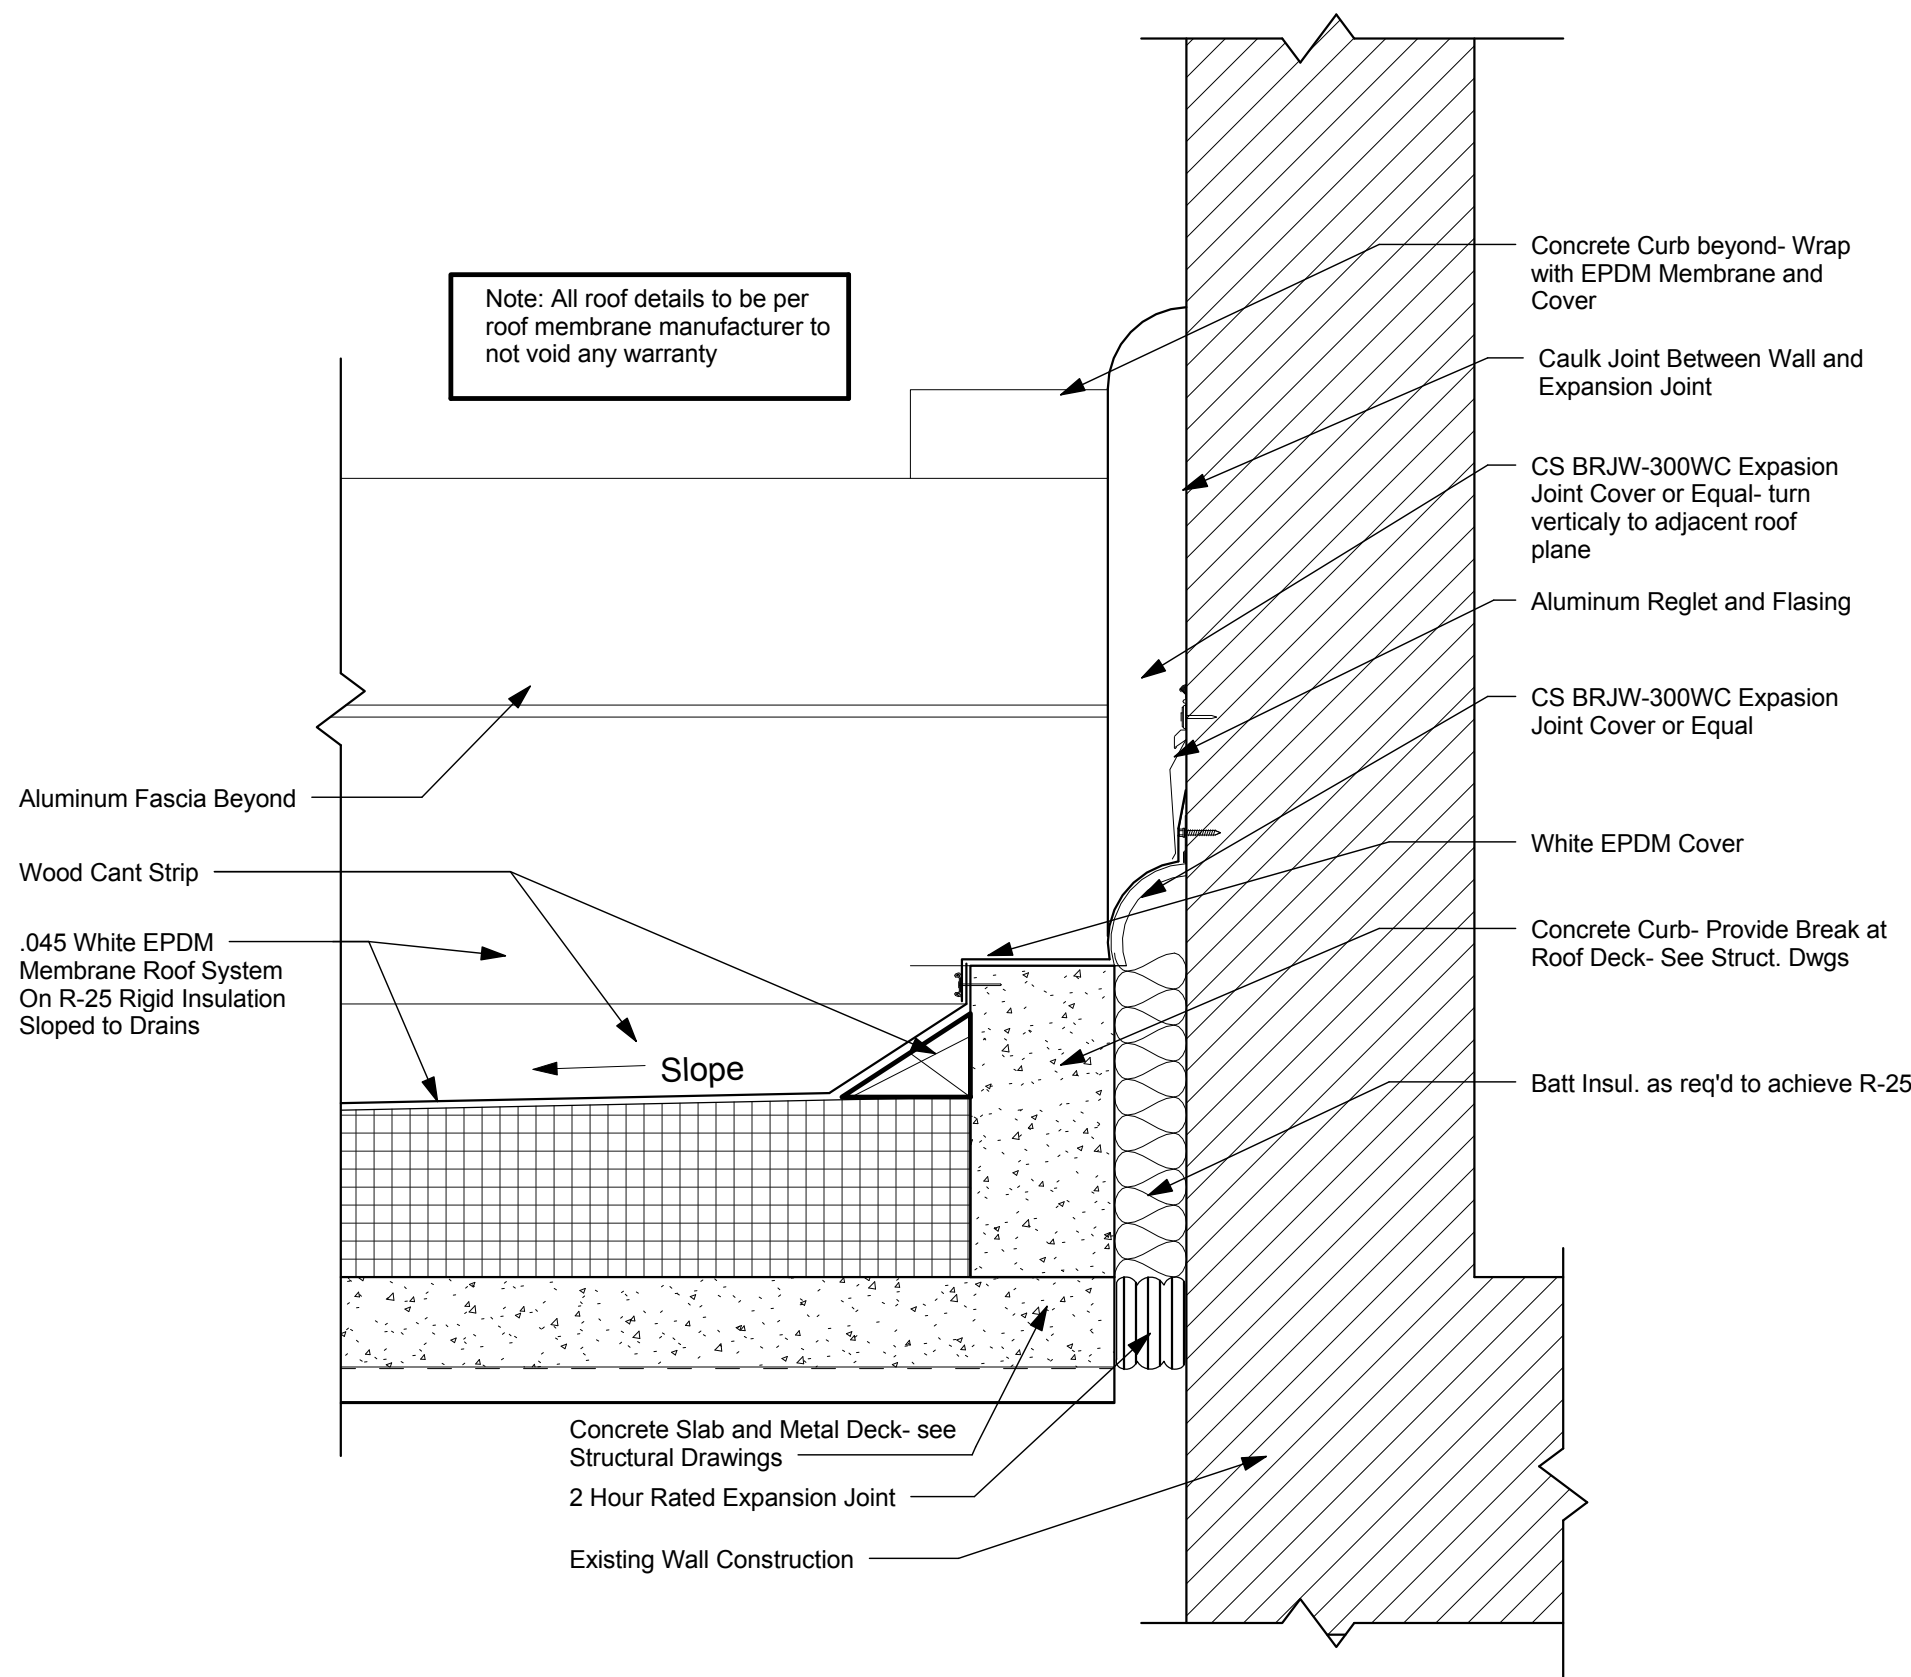 Note: All roof details to be per
roof membrane manufacturer to
not void any warranty
Concrete Curb beyond- Wrap
with EPDM Membrane and
Cover
Caulk Joint Between Wall and
Expansion Joint
CS BRJW-300WC Expasion
Joint Cover or Equal- turn
verticaly to adjacent roof
plane
Aluminum Reglet and Flasing
CS BRJW-300WC Expasion
Joint Cover or Equal
White EPDM Cover
Concrete Curb- Provide Break at
Roof Deck- See Struct. Dwgs
Batt Insul. as req'd to achieve R-25
Aluminum Fascia Beyond
Wood Cant Strip
.045 White EPDM
Membrane Roof System
On R-25 Rigid Insulation
Sloped to Drains
Slope
Concrete Slab and Metal Deck- see
Structural Drawings
2 Hour Rated Expansion Joint
Existing Wall Construction